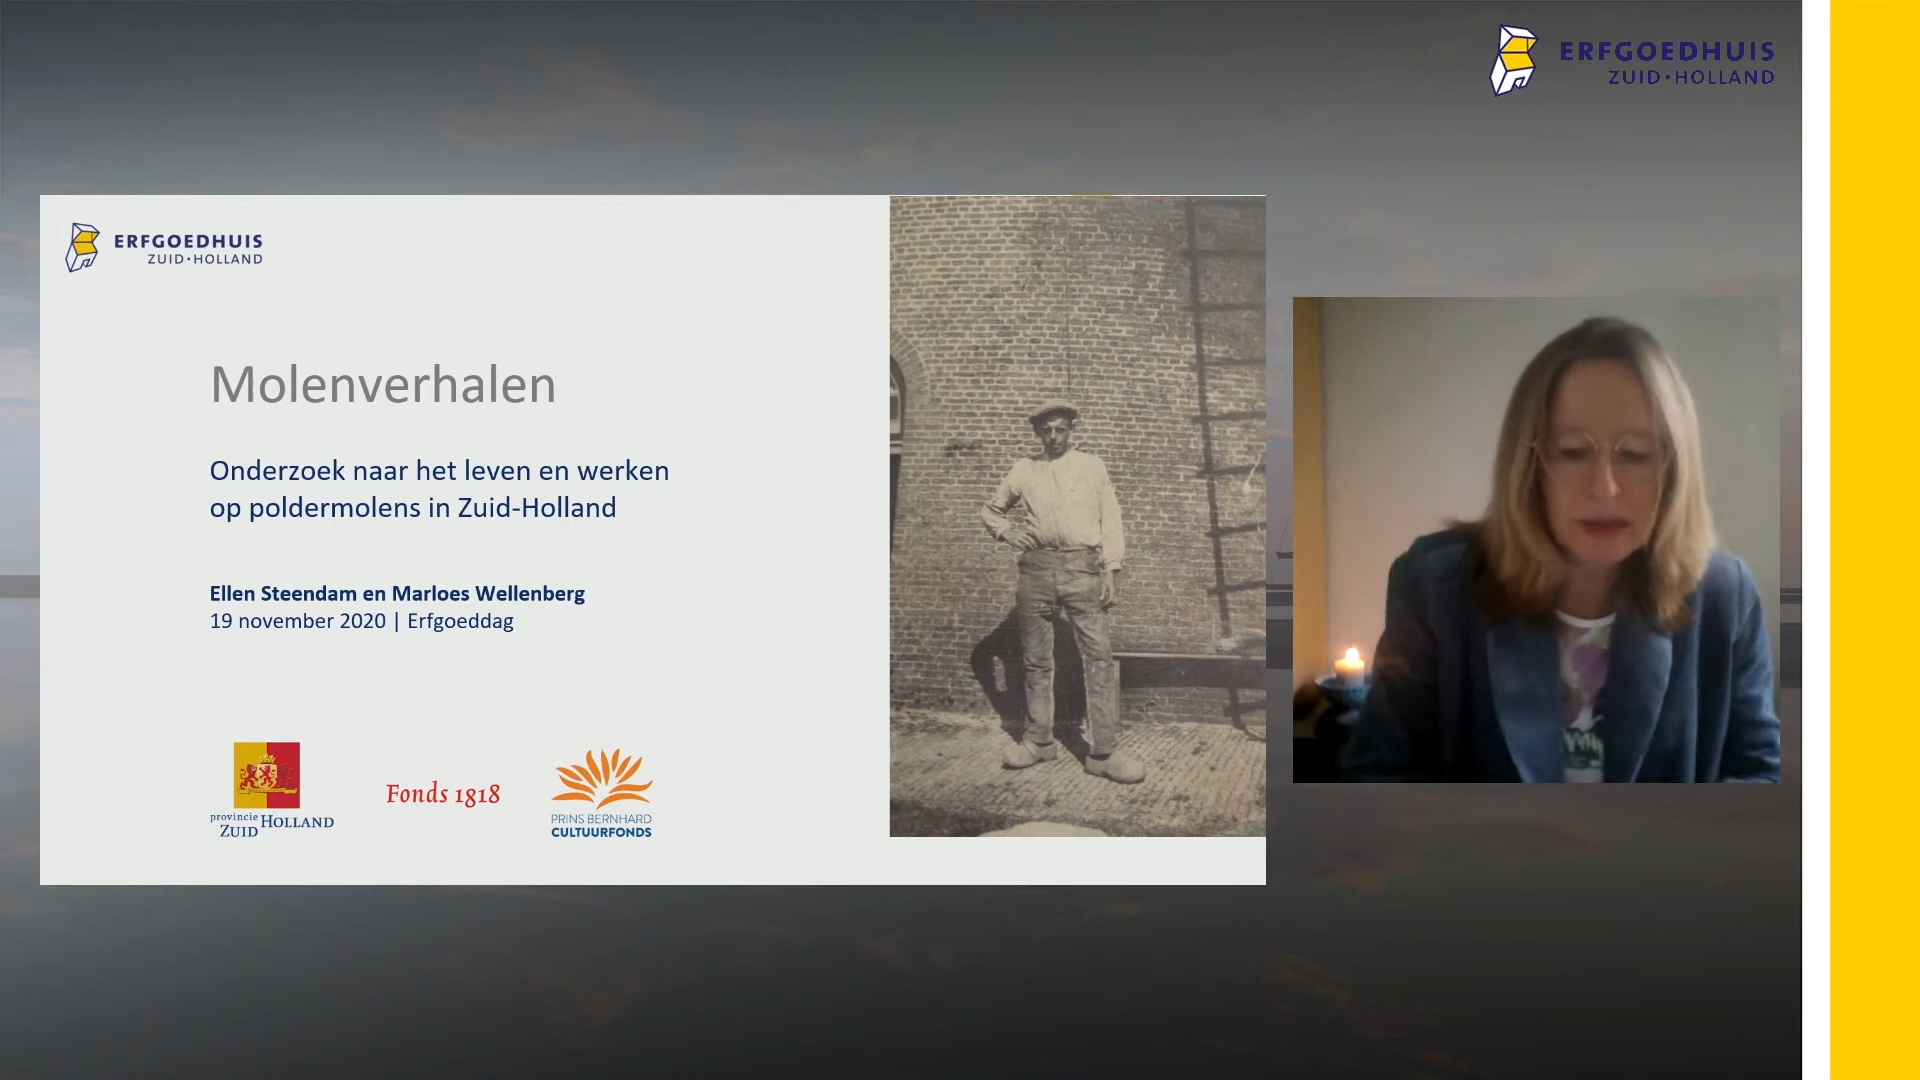 ERFGOEDHUIS
ZUID•HOLLAND
ERFGOEDHUIS
ZUID•HOLLAND
Molenverhalen
Onderzoek naar het leven en werken
op poldermolens in Zuid-Holland
Ellen Steendam en Marloes Wellenberg
19 november 2020 | Erfgoeddag
provincie
ZUID HOLLAND
Fonds 1818
PRINS BERNHARD
CULTUURFONDS